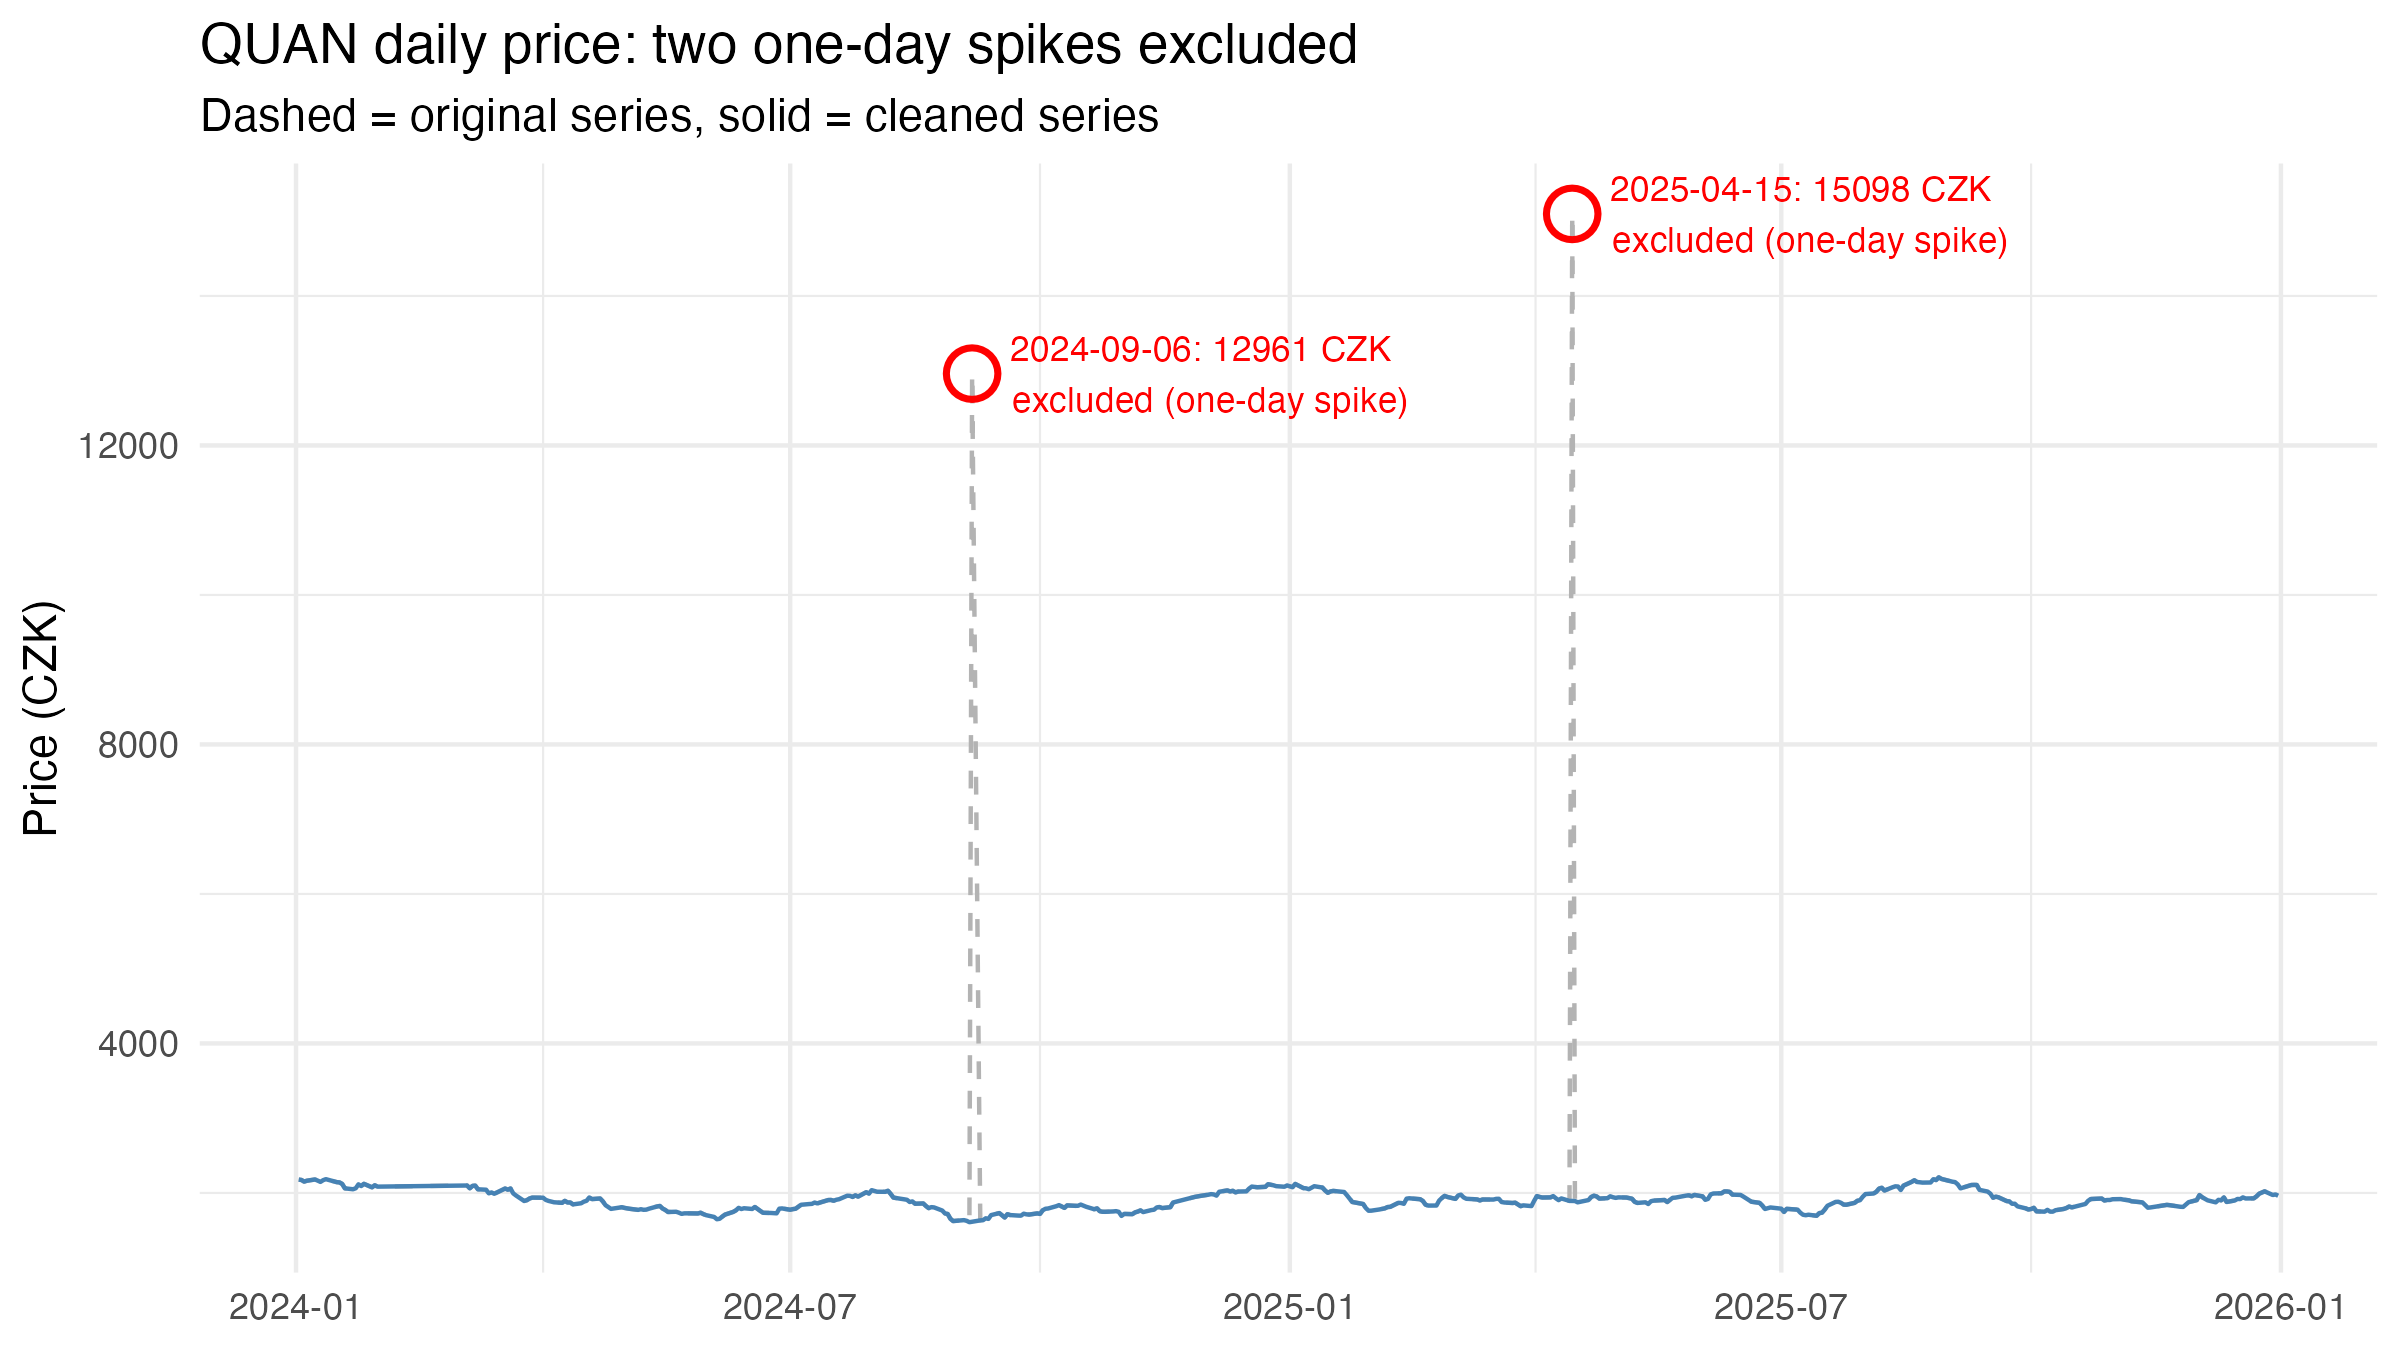 QUAN daily price: two one-day spikes excluded
Dashed = original series, solid = cleaned series
2025-04-15: 15098 CZK
excluded (one-day spike)
2024-09-06: 12961 CZK
excluded (one-day spike)
Price (CZK)
12000
8000
4000
2024-01
2024-07
2025-01
2025-07
2026-01